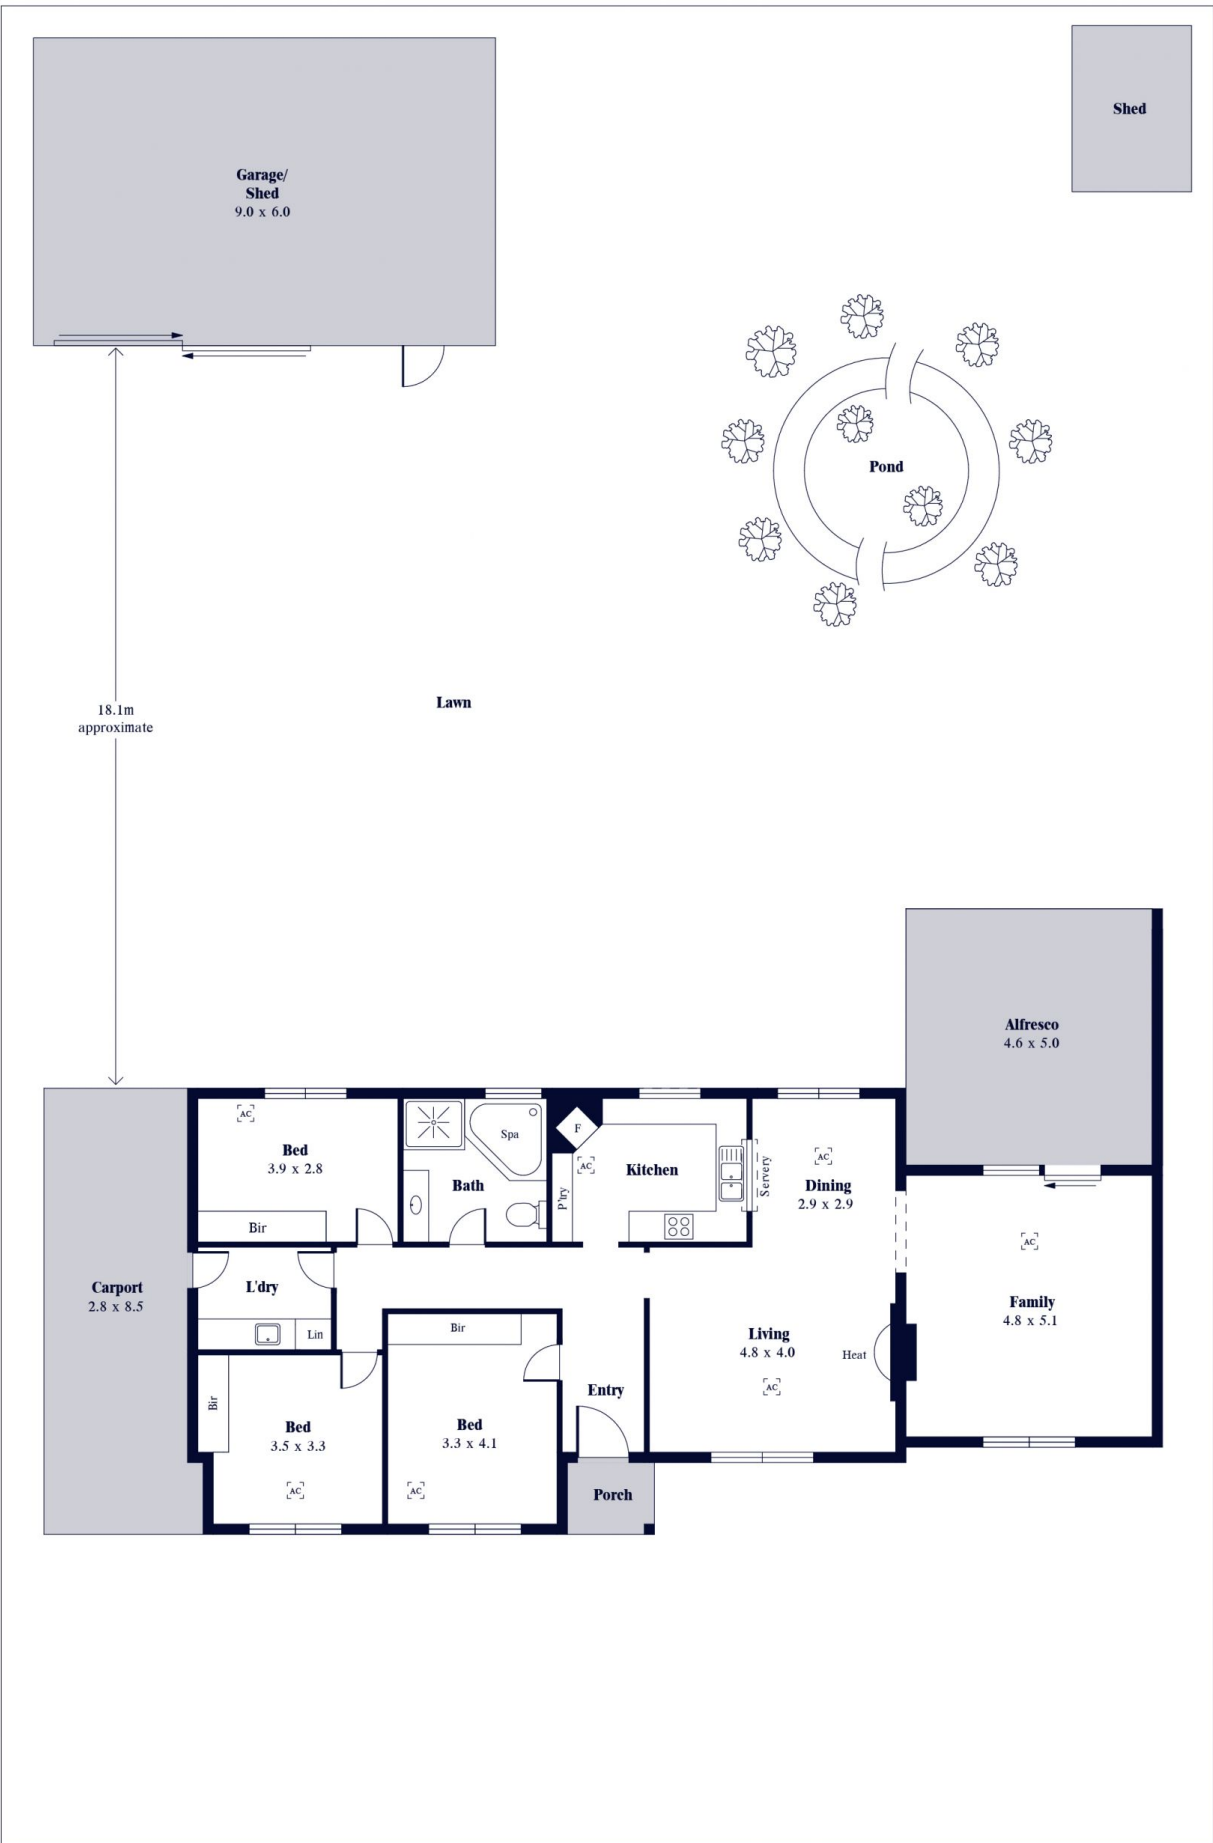 Shed
Garage/
Shed
9.0 x 6.0
Pond
18.1m
approximate
Lawn
Alfresco
4.6 x 5.0
AC
Bed
3.9 x 2.8
Bir
Spa
Bath
F
P'try
AC
Kitchen
Servery
AC
Dining
2.9 x 2.9
AC
Family
4.8 x 5.1
Carport
2.8 x 8.5
L'dry
Lin
Bir
Living
4.8 x 4.0
Heat
AC
Entry
Bir
Bed
3.5 x 3.3
AC
Bed
3.3 x 4.1
AC
Porch